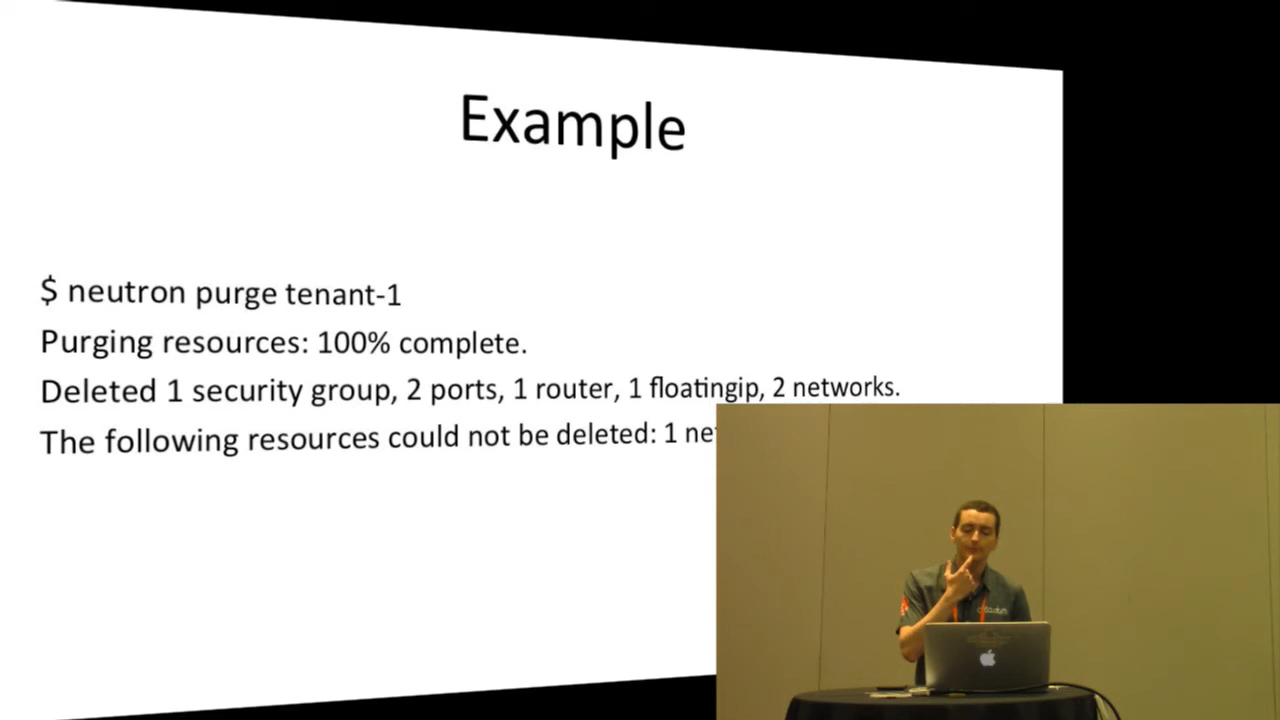 Example
$ neutron purge tenant-1
Purging resources: 100% complete.
Deleted 1 security group, 2 ports, 1 router, 1 floatingip, 2 networks.
The following resources could not be deleted: 1